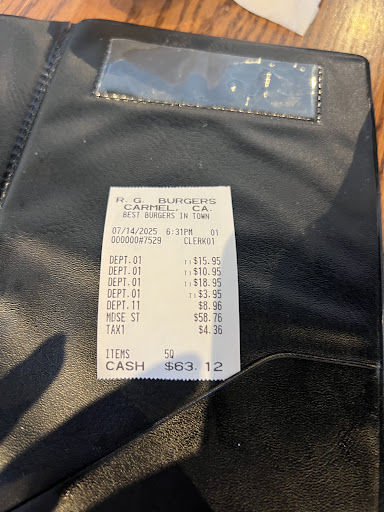 R. G. BURGERS
CARMEL, CA.
BEST BURGERS IN TOWN
07/14/2025 6:31PM 01
000000#7529 CLERK01
DEPT.01 T1 $15.95
DEPT.01 T1 $10.95
DEPT.01 T1 $18.95
DEPT.01 T1 $3.95
DEPT.11 $8.96
MDSE ST $58.76
TAX1 $4.36
ITEMS 5Q
CASH $63.12